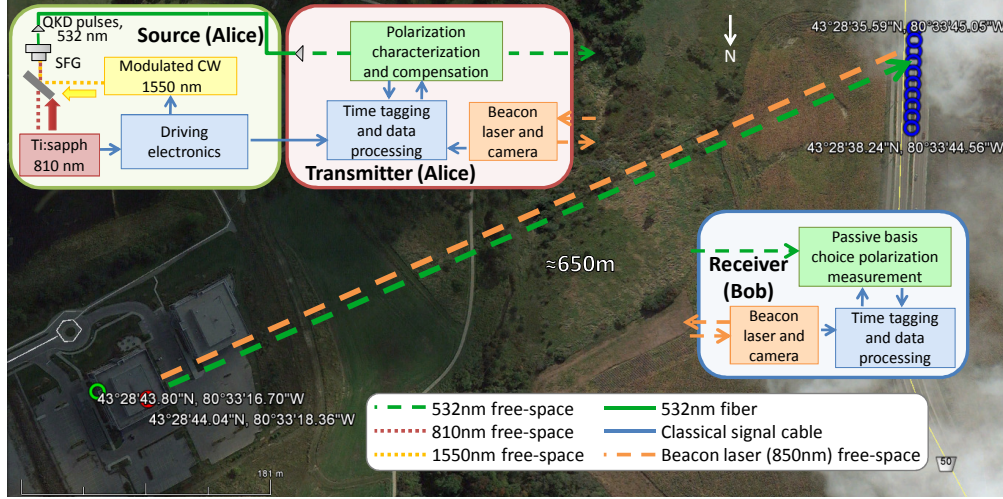 QKD pulses,
532 nm
SFG
Source (Alice)
Modulated CW
1550 nm
Ti:sapph
810 nm
Driving
electronics
Polarization
characterization
and compensation
Time tagging
and data
processing
Beacon
laser and
camera
Transmitter (Alice)
N
43°28'35.59"N, 80°33'45.05"W
43°28'38.24"N, 80°33'44.56"W
≈650m
Receiver
(Bob)
Passive basis
choice polarization
measurement
Beacon
laser and
camera
Time tagging
and data
processing
43°28'43.80"N, 80°33'16.70"W
43°28'44.04"N, 80°33'18.36"W
532nm free-space
810nm free-space
1550nm free-space
532nm fiber
Classical signal cable
Beacon laser (850nm) free-space
181 m
50